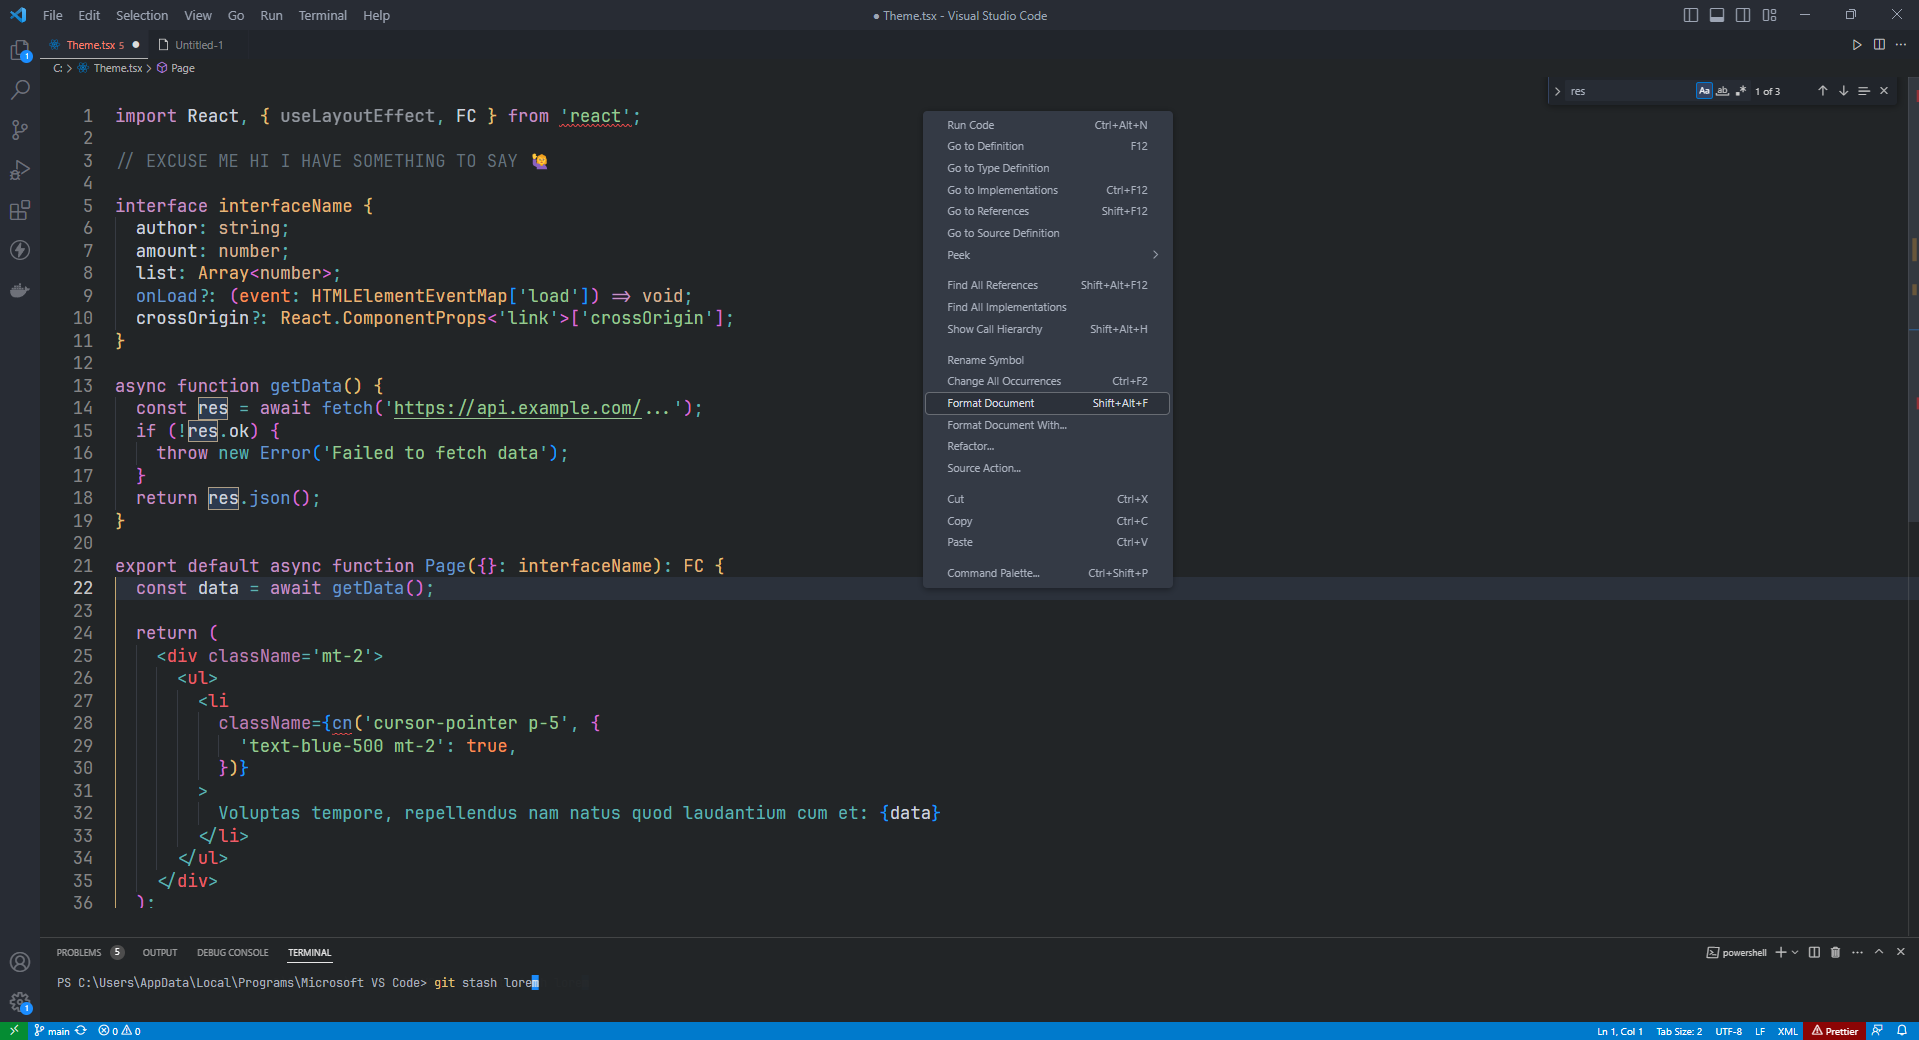 File Edit Selection View Go Run Terminal Help
● Theme.tsx - Visual Studio Code
1
Theme.tsx 5 ●
Untitled-1
C: > Theme.tsx > Page
> res Aa ab .* 1 of 3
1 import React, { useLayoutEffect, FC } from 'react';
2
3 // EXCUSE ME HI I HAVE SOMETHING TO SAY 🙋
4
5 interface interfaceName {
6 author: string;
7 amount: number;
8 list: Array<number>;
9 onLoad?: (event: HTMLElementEventMap['load']) => void;
10 crossOrigin?: React.ComponentProps<'link'>['crossOrigin'];
11 }
12
13 async function getData() {
14 const res = await fetch('https://api.example.com/...');
15 if (!res.ok) {
16 throw new Error('Failed to fetch data');
17 }
18 return res.json();
19 }
20
21 export default async function Page({}: interfaceName): FC {
22 const data = await getData();
23
24 return (
25 <div className='mt-2'>
26 <ul>
27 <li
28 className={cn('cursor-pointer p-5', {
29 'text-blue-500 mt-2': true,
30 })}
31 >
32 Voluptas tempore, repellendus nam natus quod laudantium cum et: {data}
33 </li>
34 </ul>
35 </div>
36 );
Run Code Ctrl+Alt+N
Go to Definition F12
Go to Type Definition
Go to Implementations Ctrl+F12
Go to References Shift+F12
Go to Source Definition
Peek >
Find All References Shift+Alt+F12
Find All Implementations
Show Call Hierarchy Shift+Alt+H
Rename Symbol
Change All Occurrences Ctrl+F2
Format Document Shift+Alt+F
Format Document With...
Refactor...
Source Action...
Cut Ctrl+X
Copy Ctrl+C
Paste Ctrl+V
Command Palette... Ctrl+Shift+P
PROBLEMS 5 OUTPUT DEBUG CONSOLE TERMINAL
powershell
PS C:\Users\AppData\Local\Programs\Microsoft VS Code> git stash lorem
1
main 0 0
Ln 1, Col 1 Tab Size: 2 UTF-8 LF XML Prettier